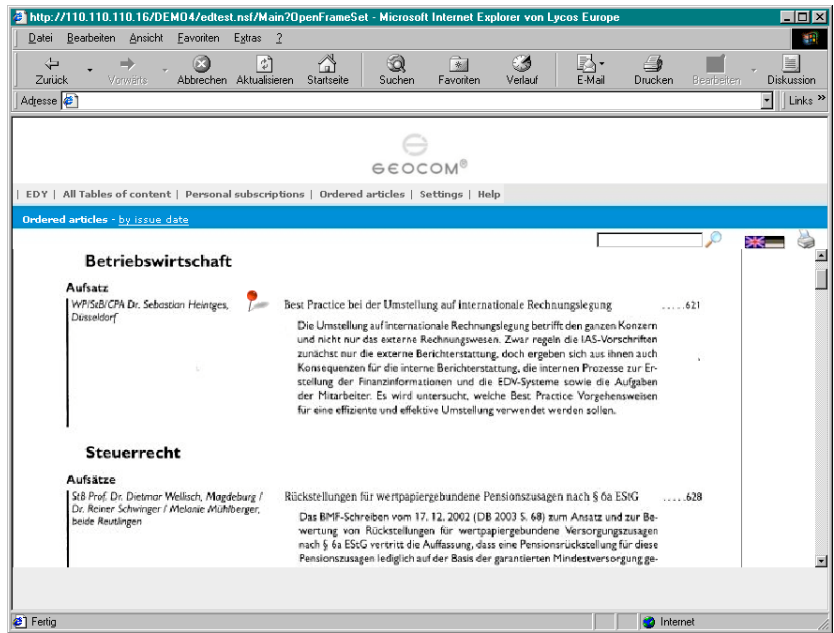 http://110.110.110.16/DEMO4/edtest.nsf/Main?OpenFrameSet - Microsoft Internet Explorer von Lycos Europe
Datei Bearbeiten Ansicht Favoriten Extras ?
Zurück Vorwärts Abbrechen Aktualisieren Startseite Suchen Favoriten Verlauf E-Mail Drucken Bearbeiten Diskussion
Adresse Links »
GEOCOM®
| EDY | All Tables of content | Personal subscriptions | Ordered articles | Settings | Help
Ordered articles - by issue date
Betriebswirtschaft
Aufsatz
WP/StB/CPA Dr. Sebastian Heintges,
Düsseldorf
Best Practice bei der Umstellung auf internationale Rechnungslegung .....621
Die Umstellung auf internationale Rechnungslegung betrifft den ganzen Konzern
und nicht nur das externe Rechnungswesen. Zwar regeln die IAS-Vorschriften
zunächst nur die externe Berichterstattung, doch ergeben sich aus ihnen auch
Konsequenzen für die interne Berichterstattung, die internen Prozesse zur Er-
stellung der Finanzinformationen und die EDV-Systeme sowie die Aufgaben
der Mitarbeiter. Es wird untersucht, welche Best Practice Vorgehensweisen
für eine effiziente und effektive Umstellung verwendet werden sollen.
Steuerrecht
Aufsätze
StB Prof. Dr. Dietmar Wellisch, Magdeburg /
Dr. Reiner Schwinger / Melanie Mühlberger,
beide Reutlingen
Rückstellungen für wertpapiergebundene Pensionszusagen nach § 6a EStG .....628
Das BMF-Schreiben vom 17. 12. 2002 (DB 2003 S. 68) zum Ansatz und zur Be-
wertung von Rückstellungen für wertpapiergebundene Versorgungszusagen
nach § 6a EStG vertritt die Auffassung, dass eine Pensionsrückstellung für diese
Pensionszusagen lediglich auf der Basis der garantierten Mindestversorgung ge-
Fertig Internet